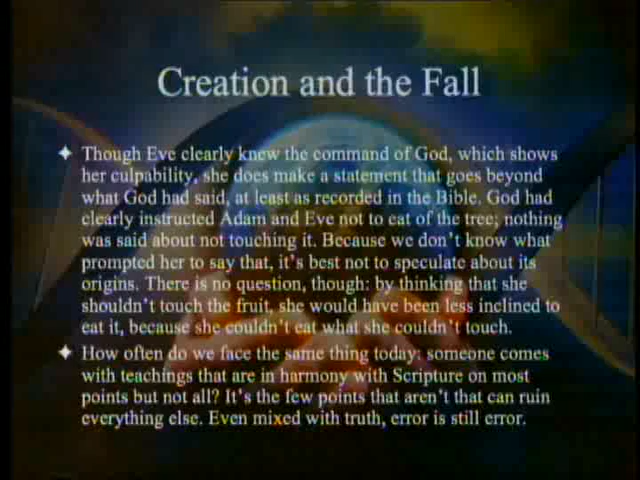 Creation and the Fall
Though Eve clearly knew the command of God, which shows
her culpability, she does make a statement that goes beyond
what God had said, at least as recorded in the Bible. God had
clearly instructed Adam and Eve not to eat of the tree; nothing
was said about not touching it. Because we don't know what
prompted her to say that, it's best not to speculate about its
origins. There is no question, though: by thinking that she
shouldn't touch the fruit, she would have been less inclined to
eat it, because she couldn't eat what she couldn't touch.
How often do we face the same thing today: someone comes
with teachings that are in harmony with Scripture on most
points but not all? It's the few points that aren't that can ruin
everything else. Even mixed with truth, error is still error.